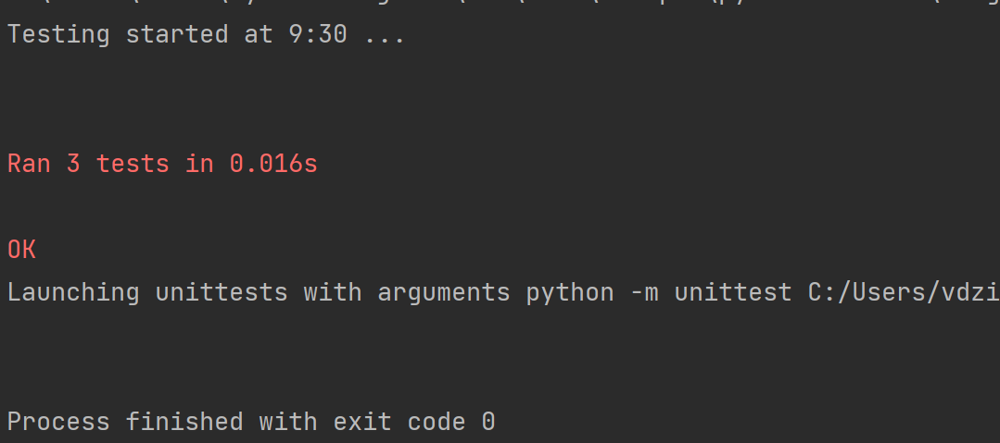 Testing started at 9:30 ...
Ran 3 tests in 0.016s
OK
Launching unittests with arguments python -m unittest C:/Users/vdzi
Process finished with exit code 0